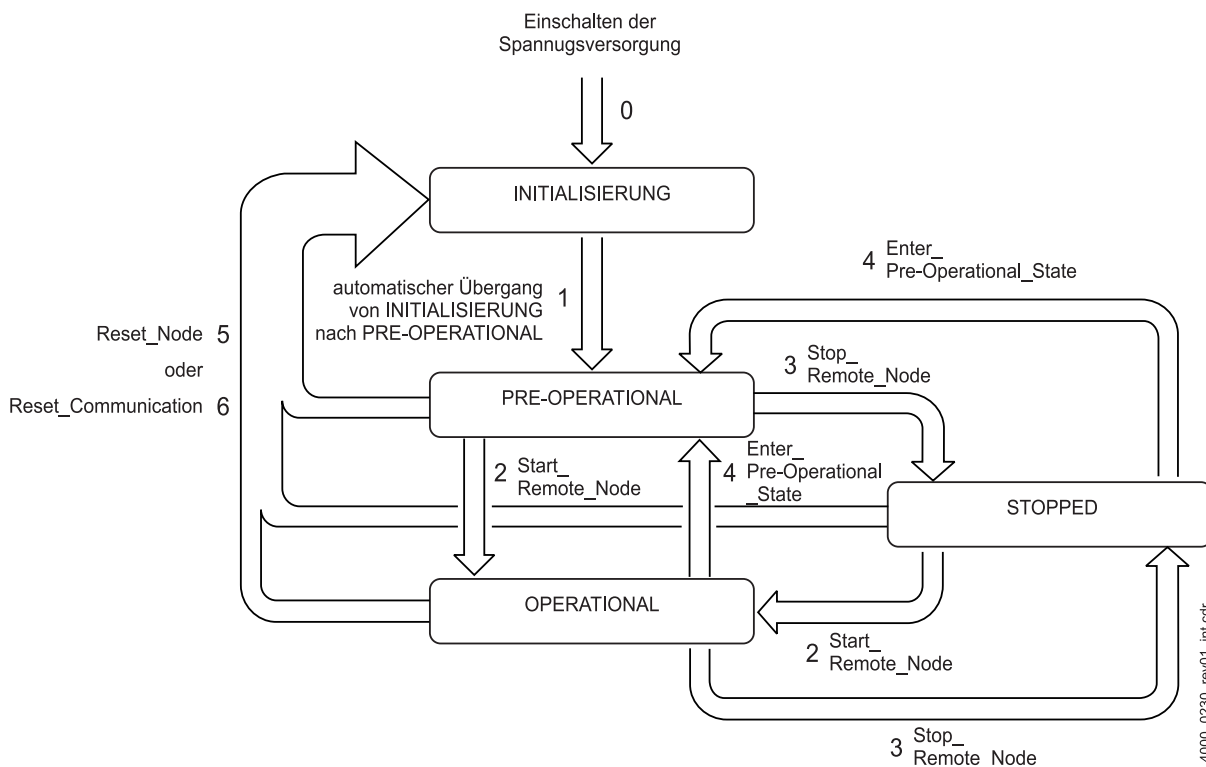 Einschalten der
Spannugsversorgung
0
INITIALISIERUNG
4 Enter_
Pre-Operational_State
automatischer Übergang
von INITIALISIERUNG
nach PRE-OPERATIONAL
1
Reset_Node 5
oder
Reset_Communication 6
3 Stop_
Remote_Node
PRE-OPERATIONAL
2 Start_
Remote_Node
4 Enter_
Pre-Operational
_State
STOPPED
OPERATIONAL
2 Start_
Remote_Node
3 Stop_
Remote_Node
4000_0230_rev01_int.cdr